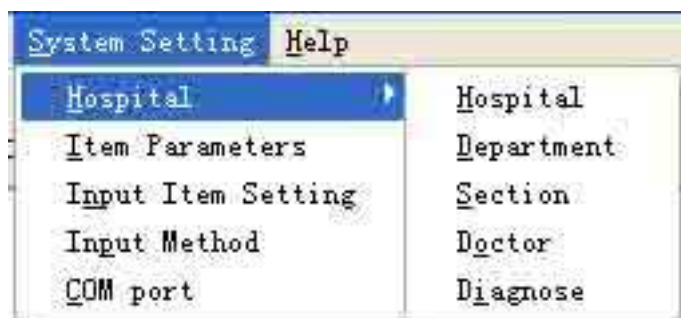 System Setting Help
Hospital
Item Parameters
Input Item Setting
Input Method
COM port
Hospital
Department
Section
Doctor
Diagnose